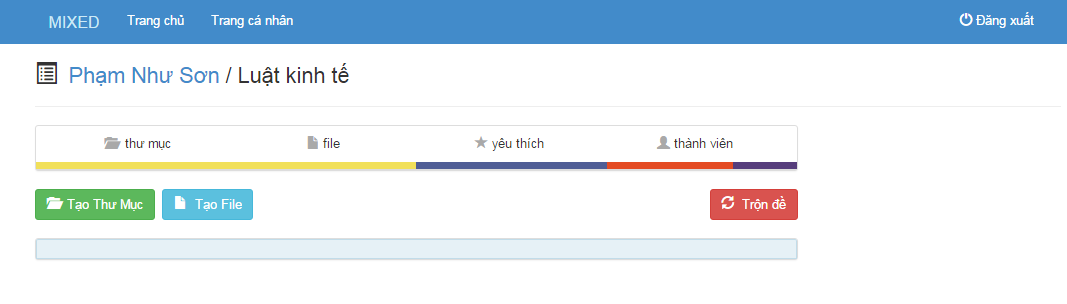 MIXED Trang chủ Trang cá nhân Đăng xuất
Phạm Như Sơn / Luật kinh tế
thư mục file yêu thích thành viên
Tạo Thư Mục Tạo File Trộn đề